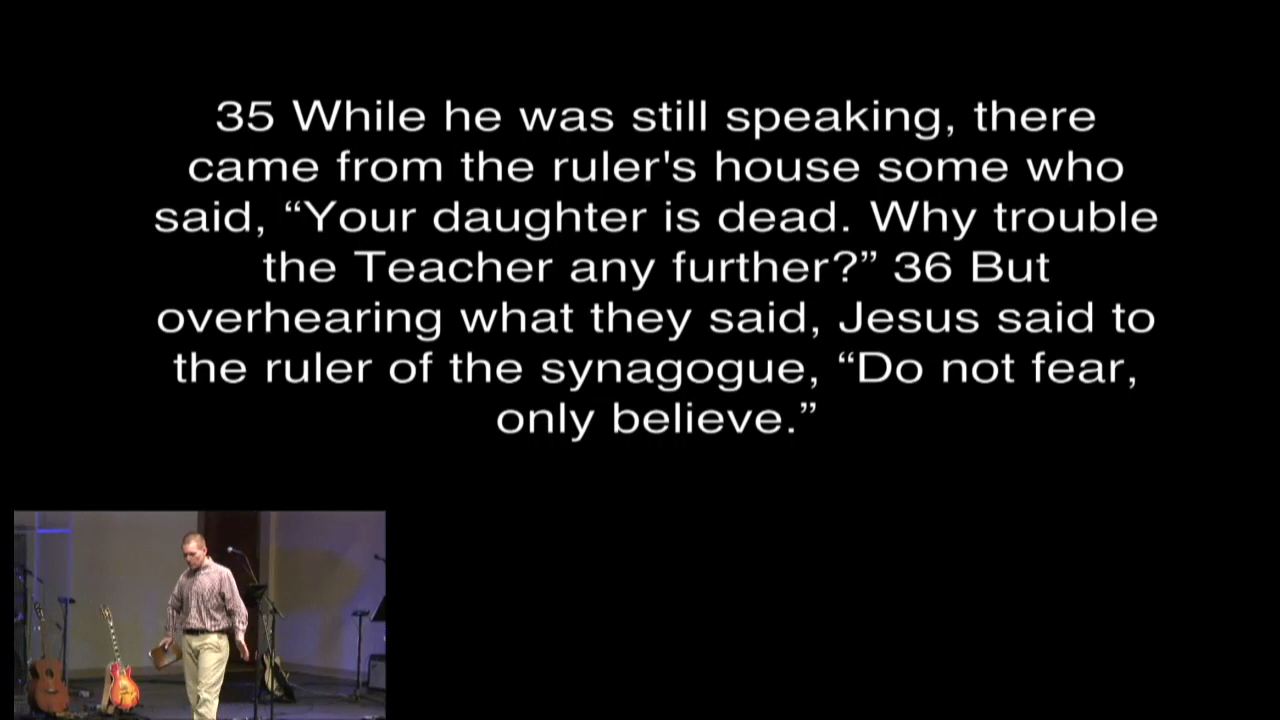 35 While he was still speaking, there
came from the ruler's house some who
said, “Your daughter is dead. Why trouble
the Teacher any further?” 36 But
overhearing what they said, Jesus said to
the ruler of the synagogue, “Do not fear,
only believe.”